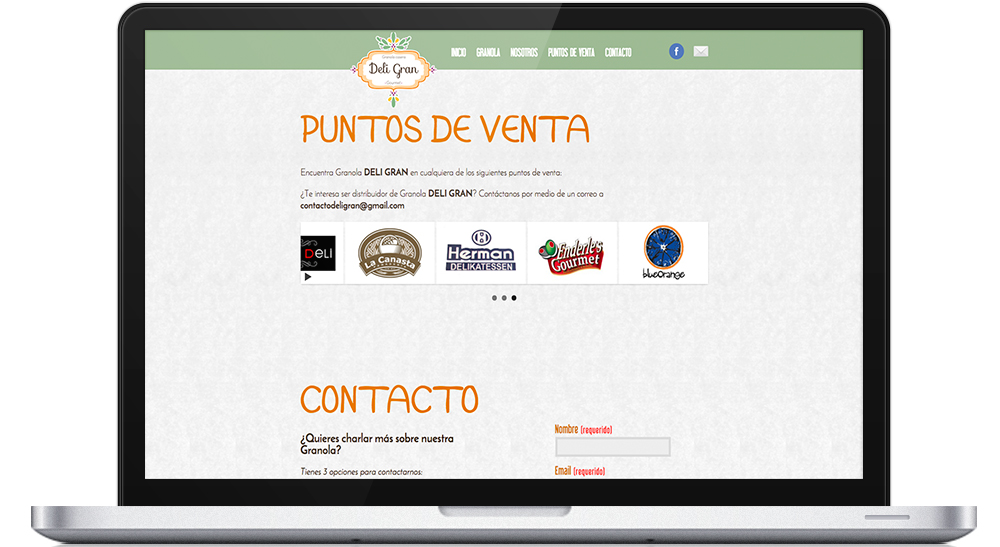 INICIO GRANOLA NOSOTROS PUNTOS DE VENTA CONTACTO
Deli Gran
PUNTOS DE VENTA
Encuentra Granola DELI GRAN en cualquiera de los siguientes puntos de venta:
¿Te interesa ser distribuidor de Granola DELI GRAN? Contáctanos por medio de un correo a
contactodeligran@gmail.com
DELI
La Canasta
H
Herman
DELIKATESSEN
Enderle's
Gourmet
blueOrange
CONTACTO
¿Quieres charlar más sobre nuestra
Granola?
Tienes 3 opciones para contactarnos:
Nombre (requerido)
Email (requerido)